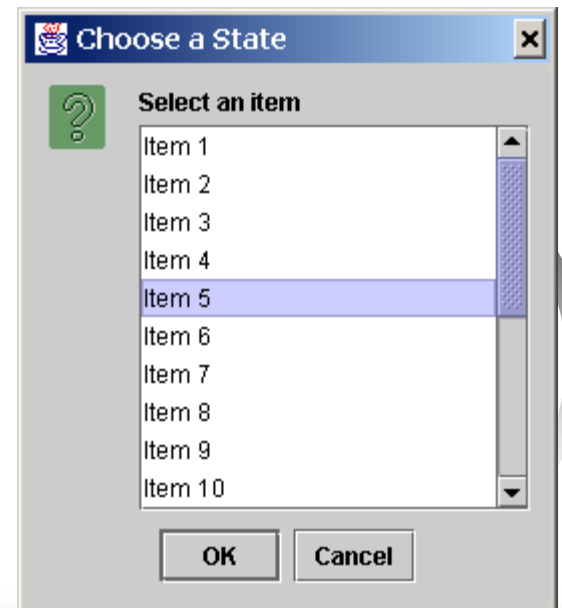 Choose a State
Select an item
Item 1
Item 2
Item 3
Item 4
Item 5
Item 6
Item 7
Item 8
Item 9
Item 10
OK Cancel